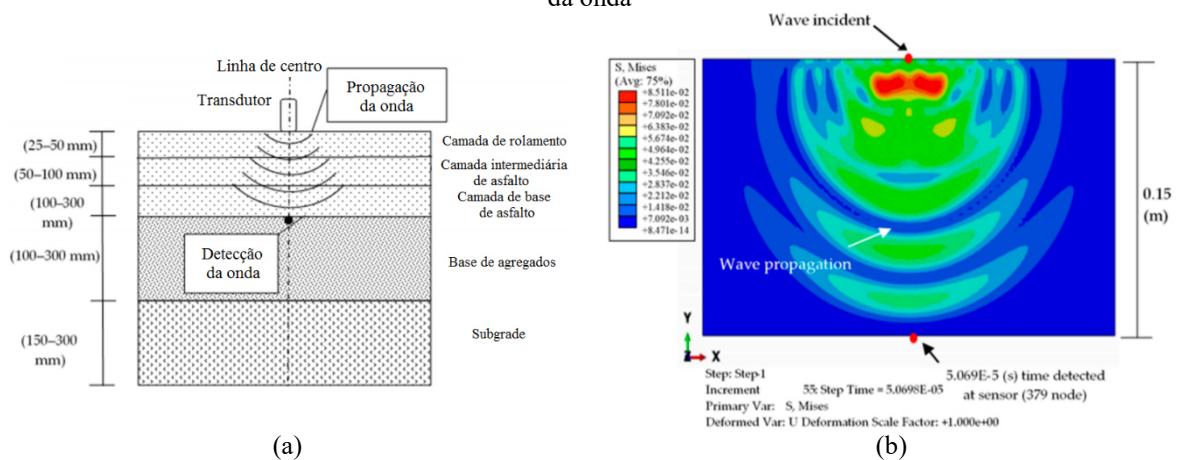 da onda
Linha de centro
Transdutor
Propagação
da onda
(25–50 mm)
(50–100 mm)
(100–300
mm)
(100–300 mm)
(150–300
mm)
Camada de rolamento
Camada intermediária
de asfalto
Camada de base
de asfalto
Detecção
da onda
Base de agregados
Subgrade
(a)
Wave incident
S, Mises
(Avg: 75%)
+8.511e-02
+7.801e-02
+7.092e-02
+6.383e-02
+5.674e-02
+4.964e-02
+4.255e-02
+3.546e-02
+2.837e-02
+2.212e-02
+1.418e-02
+7.092e-03
+8.471e-14
Wave propagation
0.15
(m)
Y
Z
X
Step: Step-1
Increment 55: Step Time = 5.0698E-05
Primary Var: S, Mises
Deformed Var: U Deformation Scale Factor: +1.000e+00
5.069E-5 (s) time detected
at sensor (379 node)
(b)